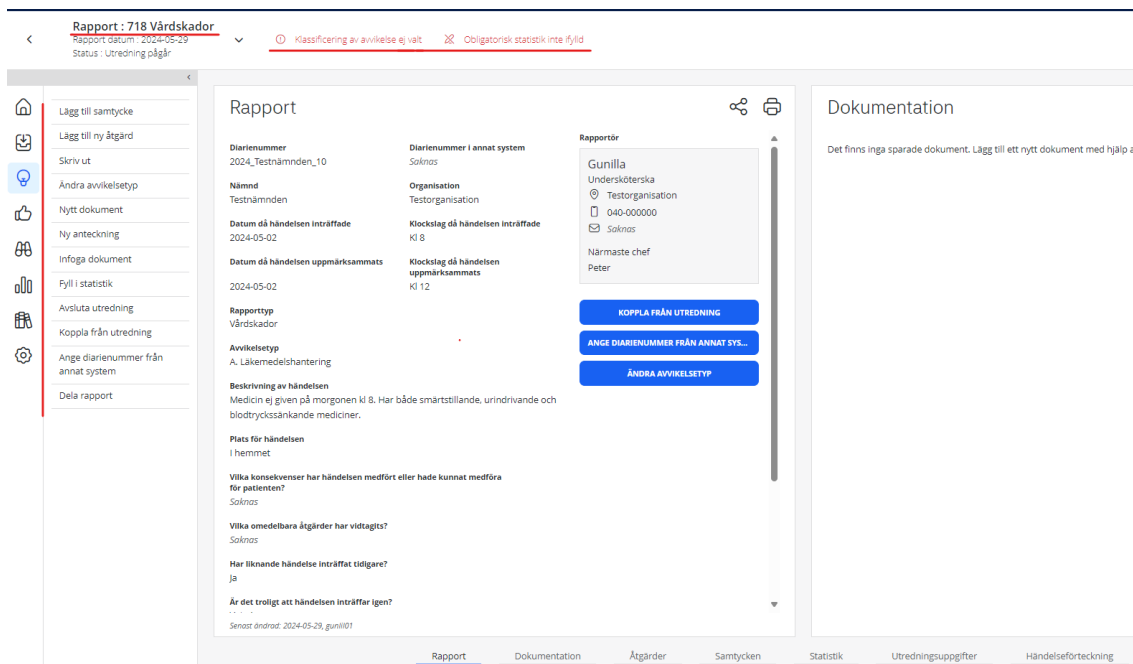 Rapport : 718 Vårdskador
Rapport datum : 2024-05-29
Status : Utredning pågår
Klassificering av avvikelse ej valt
Obligatorisk statistik inte ifylld
Lägg till samtycke
Lägg till ny åtgärd
Skriv ut
Ändra avvikelsetyp
Nytt dokument
Ny anteckning
Infoga dokument
Fyll i statistik
Avsluta utredning
Koppla från utredning
Ange diarienummer från
annat system
Dela rapport
Rapport
Diarienummer
2024_Testnämnden_10
Diarienummer i annat system
Saknas
Nämnd
Testnämnden
Organisation
Testorganisation
Datum då händelsen inträffade
2024-05-02
Klockslag då händelsen inträffade
Kl 8
Datum då händelsen uppmärksammats
2024-05-02
Klockslag då händelsen
uppmärksammats
Kl 12
Rapporttyp
Vårdskador
Avvikelsetyp
A. Läkemedelshantering
Beskrivning av händelsen
Medicin ej given på morgonen kl 8. Har både smärtstillande, urindrivande och
blodtryckssänkande mediciner.
Plats för händelsen
I hemmet
Vilka konsekvenser har händelsen medfört eller hade kunnat medföra
för patienten?
Saknas
Vilka omedelbara åtgärder har vidtagits?
Saknas
Har liknande händelse inträffat tidigare?
Ja
Är det troligt att händelsen inträffar igen?
Senast ändrad: 2024-05-29, gunill01
Rapportör
Gunilla
Undersköterska
Testorganisation
040-000000
Saknas
Närmaste chef
Peter
KOPPLA FRÅN UTREDNING
ANGE DIARIENUMMER FRÅN ANNAT SYS...
ÄNDRA AVVIKELSETYP
Dokumentation
Det finns inga sparade dokument. Lägg till ett nytt dokument med hjälp a
Rapport
Dokumentation
Åtgärder
Samtycken
Statistik
Utredningsuppgifter
Händelseförteckning